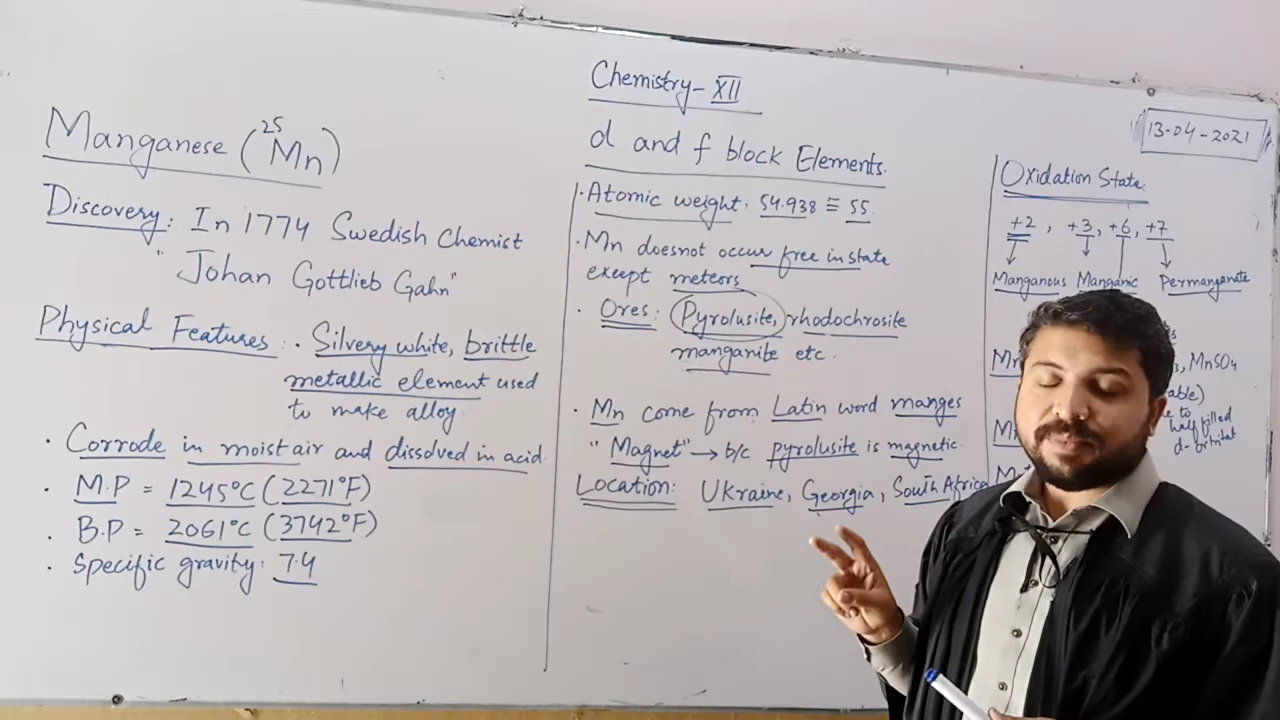 Chemistry - XII
d and f block Elements.
13-04-2021
Manganese (25Mn)
Discovery: In 1774 Swedish Chemist
"Johan Gottlieb Gahn"
Physical Features: · Silvery white, brittle
metallic element used
to make alloy.
· Corrode in moist air and dissolved in acid.
· M.P = 1245°C (2271°F)
· B.P = 2061°C (3742°F)
· Specific gravity: 7.4
· Atomic weight. 54.938 ≅ 55.
· Mn doesnot occur free in state
except meteors
· Ores: Pyrolusite, rhodochrosite
manganite etc.
· Mn come from Latin word manges
"Magnet" → b/c pyrolusite is magnetic.
Location: Ukraine, Georgia, South Africa
Oxidation State.
+2, +3, +6, +7
Manganous Manganic Permanganate
MnSO4
half filled